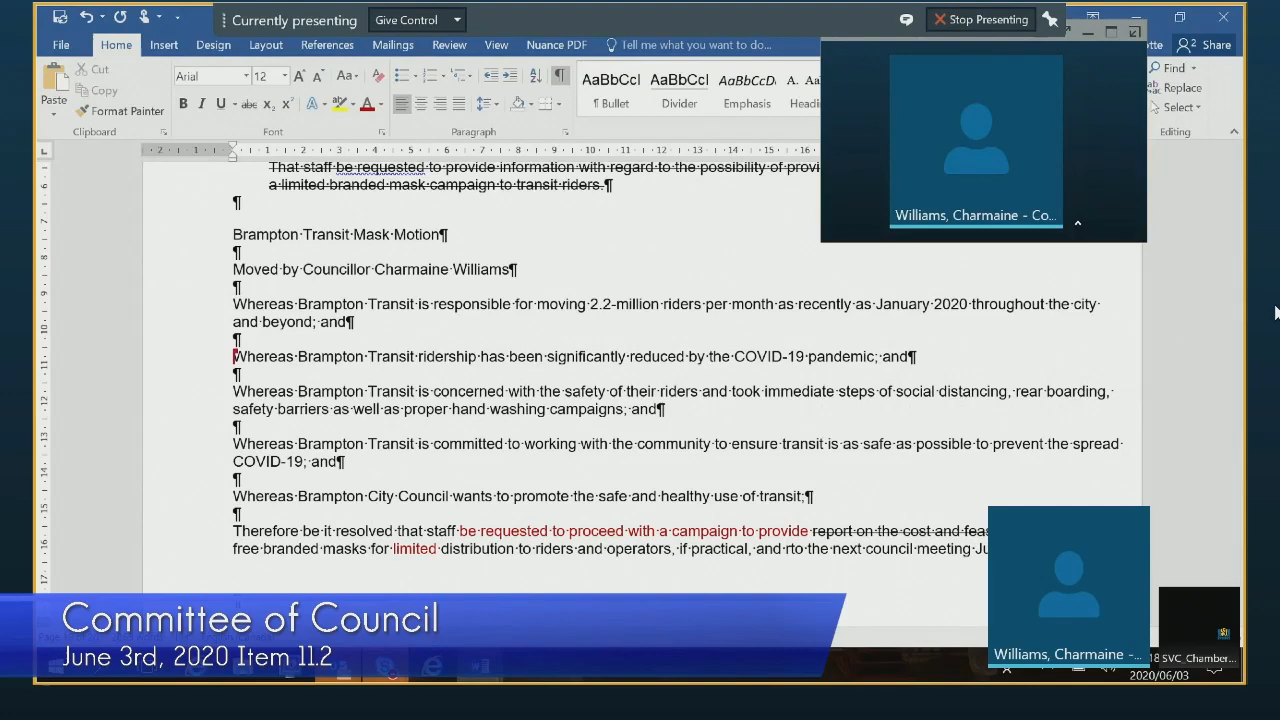 Currently presenting
Give Control
Stop Presenting
File
Home
Insert
Design
Layout
References
Mailings
Review
View
Nuance PDF
Tell me what you want to do...
Share
Paste
Cut
Copy
Format Painter
Clipboard
Arial
12
Font
Paragraph
AaBbCcI
¶ Bullet
AaBbCcI
Divider
AaBbCcD
Emphasis
Find
Replace
Select
Editing
That staff be requested to provide information with regard to the possibility of provi
a limited branded mask campaign to transit riders.¶
¶
Brampton Transit Mask Motion¶
¶
Moved by Councillor Charmaine Williams¶
¶
Whereas Brampton Transit is responsible for moving 2.2-million riders per month as recently as January 2020 throughout the city
and beyond; and¶
¶
Whereas Brampton Transit ridership has been significantly reduced by the COVID-19 pandemic; and¶
¶
Whereas Brampton Transit is concerned with the safety of their riders and took immediate steps of social distancing, rear boarding,
safety barriers as well as proper hand washing campaigns; and¶
¶
Whereas Brampton Transit is committed to working with the community to ensure transit is as safe as possible to prevent the spread
COVID-19; and¶
¶
Whereas Brampton City Council wants to promote the safe and healthy use of transit;¶
¶
Therefore be it resolved that staff be requested to proceed with a campaign to provide report on the cost and feas
free branded masks for limited distribution to riders and operators, if practical, and rto the next council meeting Ju
Williams, Charmaine - Co...
Williams, Charmaine -...
SVC_Chamber...
2020/06/03
Committee of Council
June 3rd, 2020 Item 11.2